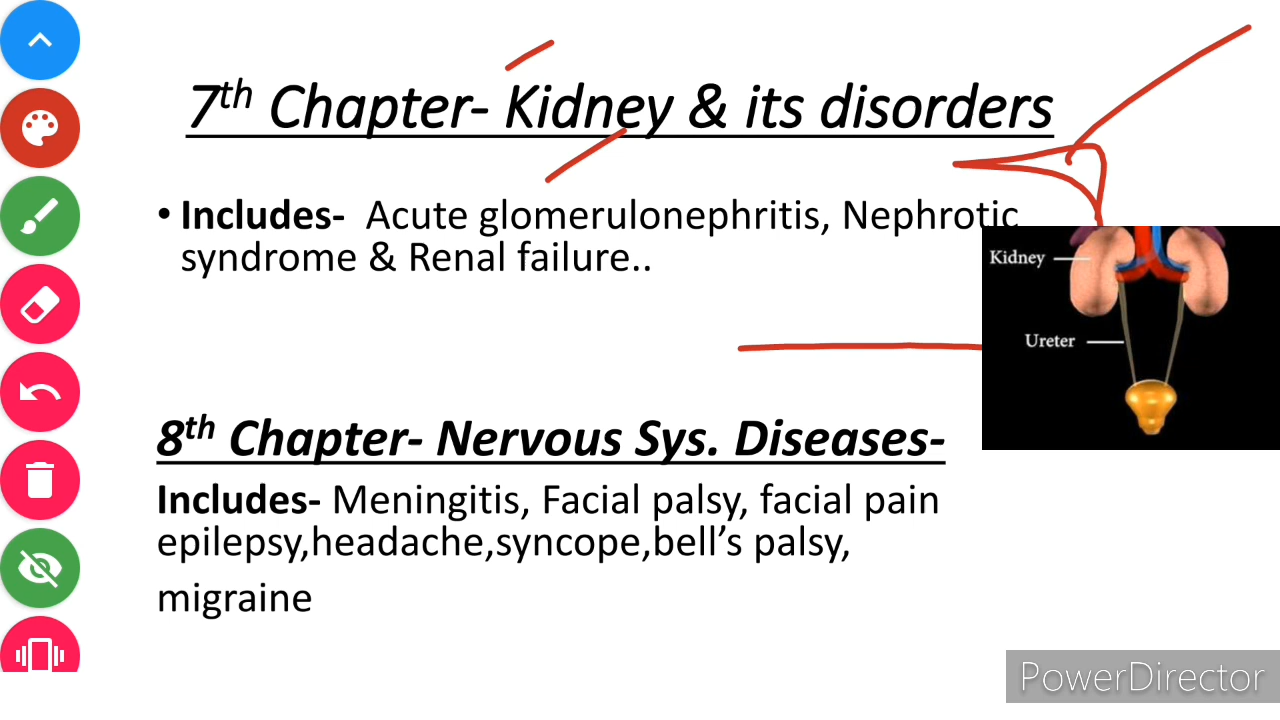 7th Chapter- Kidney & its disorders
• Includes- Acute glomerulonephritis, Nephrotic
syndrome & Renal failure..
Kidney
Ureter
8th Chapter- Nervous Sys. Diseases-
Includes- Meningitis, Facial palsy, facial pain
epilepsy,headache,syncope,bell’s palsy,
migraine
PowerDirector